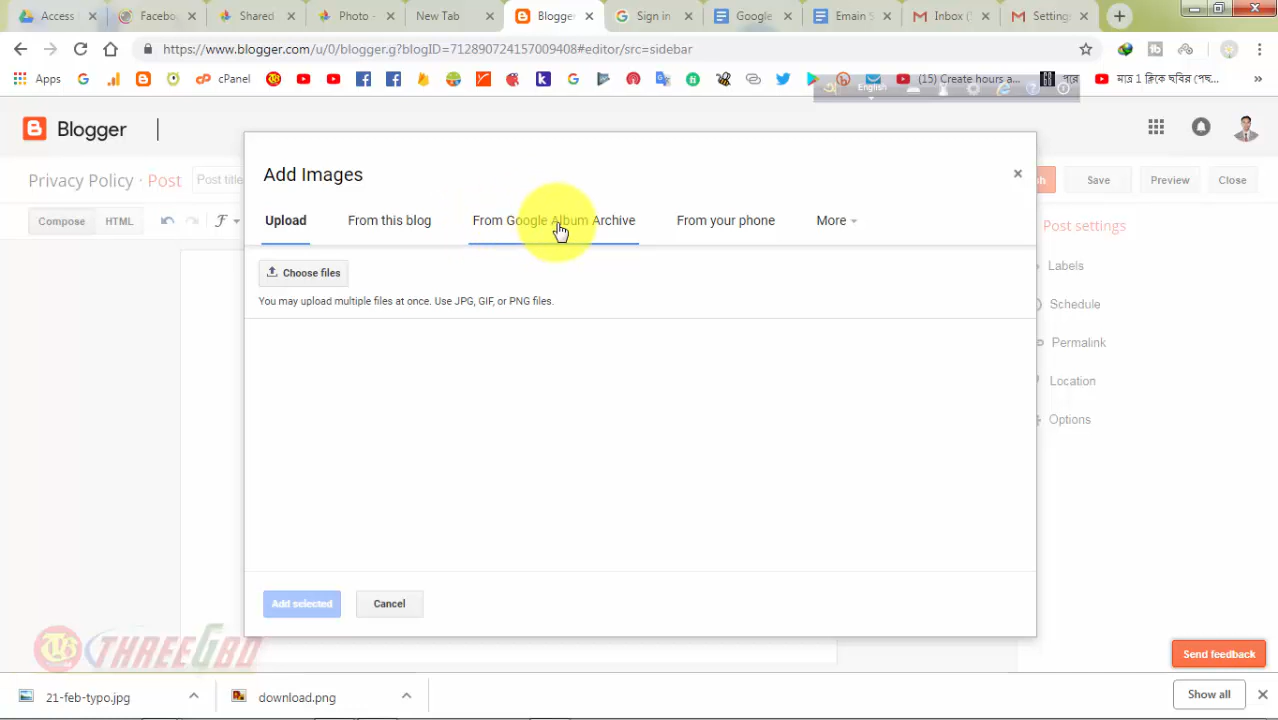 Access
Facebo
Shared
Photo -
New Tab
Blogge
Sign in
Google
Emain S
Inbox (
Setting
https://www.blogger.com/u/0/blogger.g?blogID=712890724157009408#editor/src=sidebar
Apps
cPanel
(15) Create hours a...
পরে
মাত্র 1 ক্লিকে ছবির পেছ...
»
English
Blogger
Privacy Policy · Post
Post title
Save
Preview
Close
Compose
HTML
Add Images
×
Upload
From this blog
From Google Album Archive
From your phone
More
Choose files
You may upload multiple files at once. Use JPG, GIF, or PNG files.
Add selected
Cancel
Post settings
Labels
Schedule
Permalink
Location
Options
THREEGBD
Send feedback
21-feb-typo.jpg
download.png
Show all